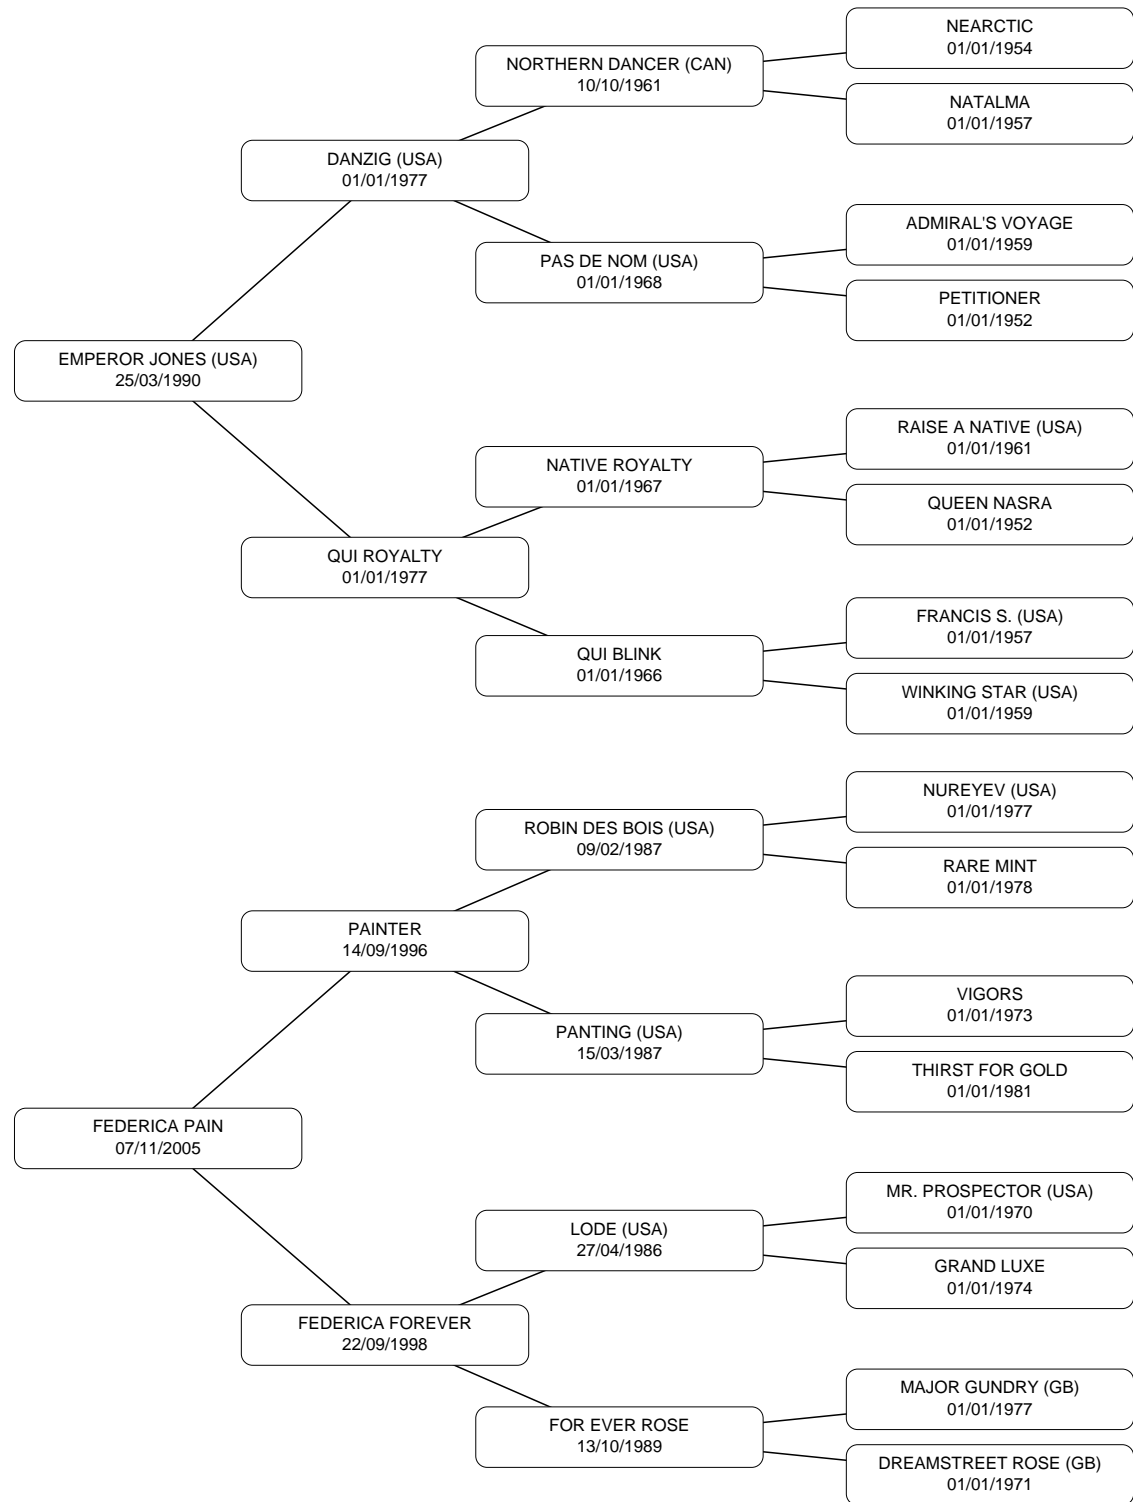 NEARCTIC
01/01/1954
NORTHERN DANCER (CAN)
10/10/1961
NATALMA
01/01/1957
DANZIG (USA)
01/01/1977
ADMIRAL'S VOYAGE
01/01/1959
PAS DE NOM (USA)
01/01/1968
PETITIONER
01/01/1952
EMPEROR JONES (USA)
25/03/1990
RAISE A NATIVE (USA)
01/01/1961
NATIVE ROYALTY
01/01/1967
QUEEN NASRA
01/01/1952
QUI ROYALTY
01/01/1977
FRANCIS S. (USA)
01/01/1957
QUI BLINK
01/01/1966
WINKING STAR (USA)
01/01/1959
NUREYEV (USA)
01/01/1977
ROBIN DES BOIS (USA)
09/02/1987
RARE MINT
01/01/1978
PAINTER
14/09/1996
VIGORS
01/01/1973
PANTING (USA)
15/03/1987
THIRST FOR GOLD
01/01/1981
FEDERICA PAIN
07/11/2005
MR. PROSPECTOR (USA)
01/01/1970
LODE (USA)
27/04/1986
GRAND LUXE
01/01/1974
FEDERICA FOREVER
22/09/1998
MAJOR GUNDRY (GB)
01/01/1977
FOR EVER ROSE
13/10/1989
DREAMSTREET ROSE (GB)
01/01/1971